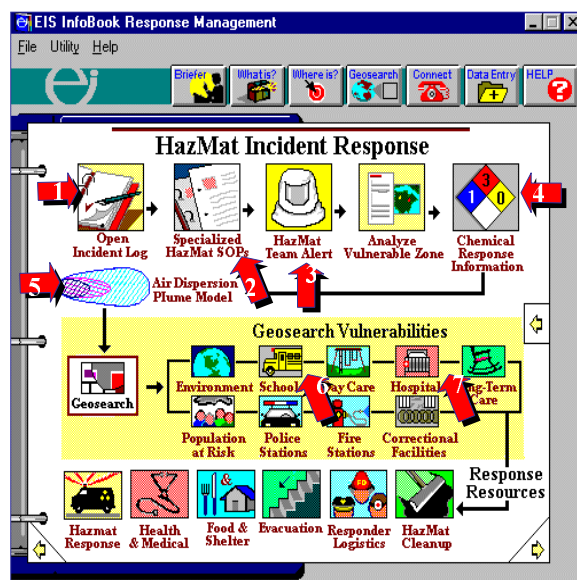 EIS InfoBook Response Management
File Utility Help
ei
Briefer What is? Where is? Geosearch Connect Data Entry HELP
?
HazMat Incident Response
1
3
1 0
4
Open
Incident Log
Specialized
HazMat SOPs
HazMat
Team Alert
Analyze
Vulnerable Zone
Chemical
Response
Information
5
Air Dispersion
Plume Model
2
3
Geosearch Vulnerabilities
Geosearch
Environment School Day Care Hospital Long-Term
Care
6
7
Population
at Risk
Police
Stations
Fire
Stations
Correctional
Facilities
Response
Resources
&
FD
Hazmat
Response
Health
& Medical
Food &
Shelter
Evacuation
Responder
Logistics
HazMat
Cleanup